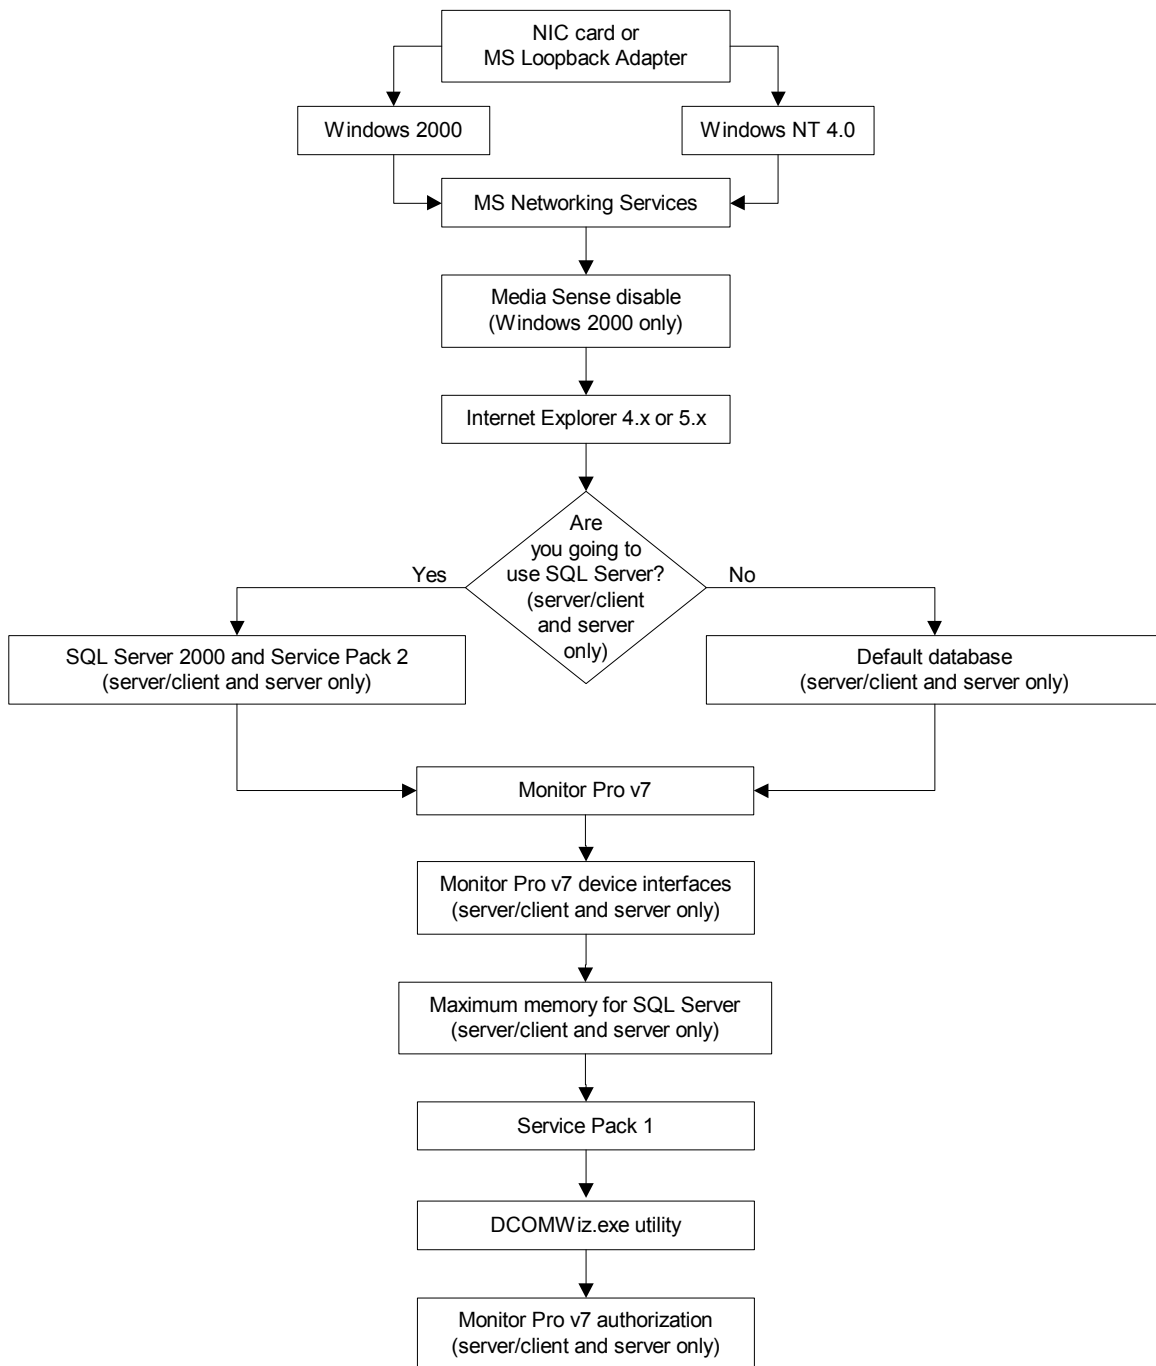 NIC card or
MS Loopback Adapter
Windows 2000
Windows NT 4.0
MS Networking Services
Media Sense disable
(Windows 2000 only)
Internet Explorer 4.x or 5.x
Are
you going to
use SQL Server?
(server/client
and server
only)
Yes
No
SQL Server 2000 and Service Pack 2
(server/client and server only)
Default database
(server/client and server only)
Monitor Pro v7
Monitor Pro v7 device interfaces
(server/client and server only)
Maximum memory for SQL Server
(server/client and server only)
Service Pack 1
DCOMWiz.exe utility
Monitor Pro v7 authorization
(server/client and server only)